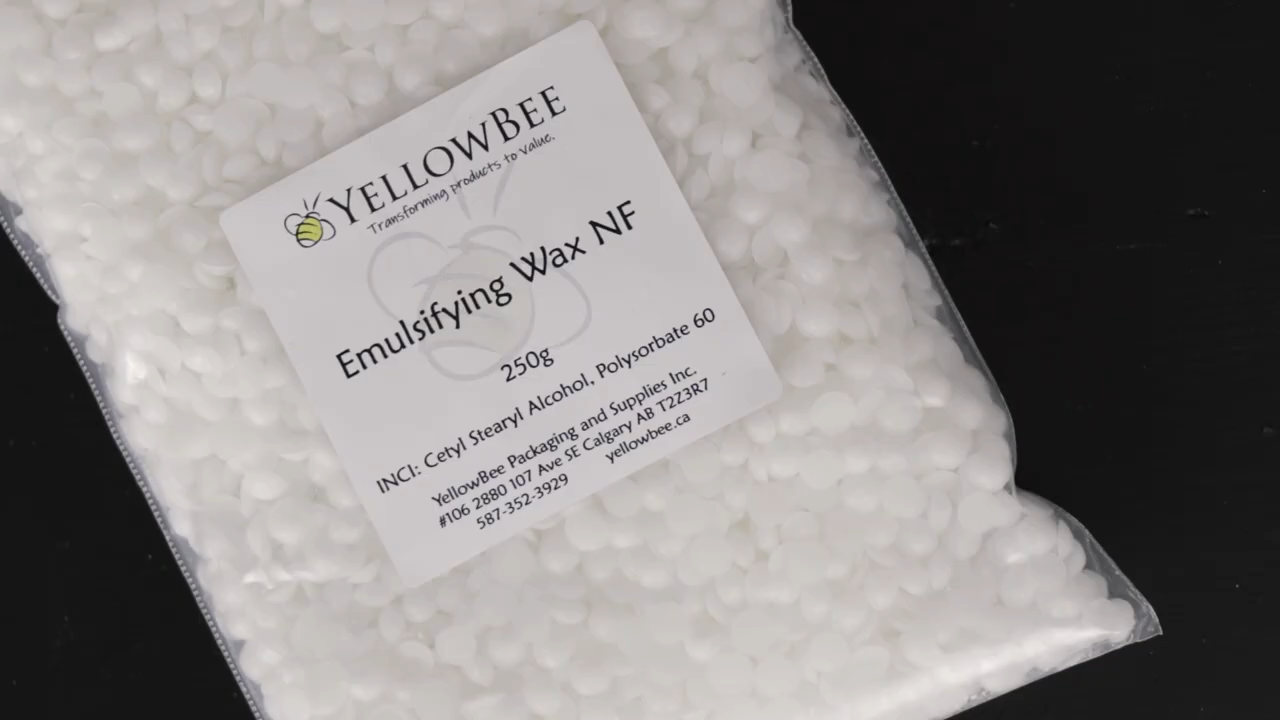 YELLOWBEE
Transforming products to value.
Emulsifying Wax NF
250g
INCI: Cetyl Stearyl Alcohol, Polysorbate 60
YellowBee Packaging and Supplies Inc.
#106 2880 107 Ave SE Calgary AB T2Z3R7
587-352-3929 yellowbee.ca